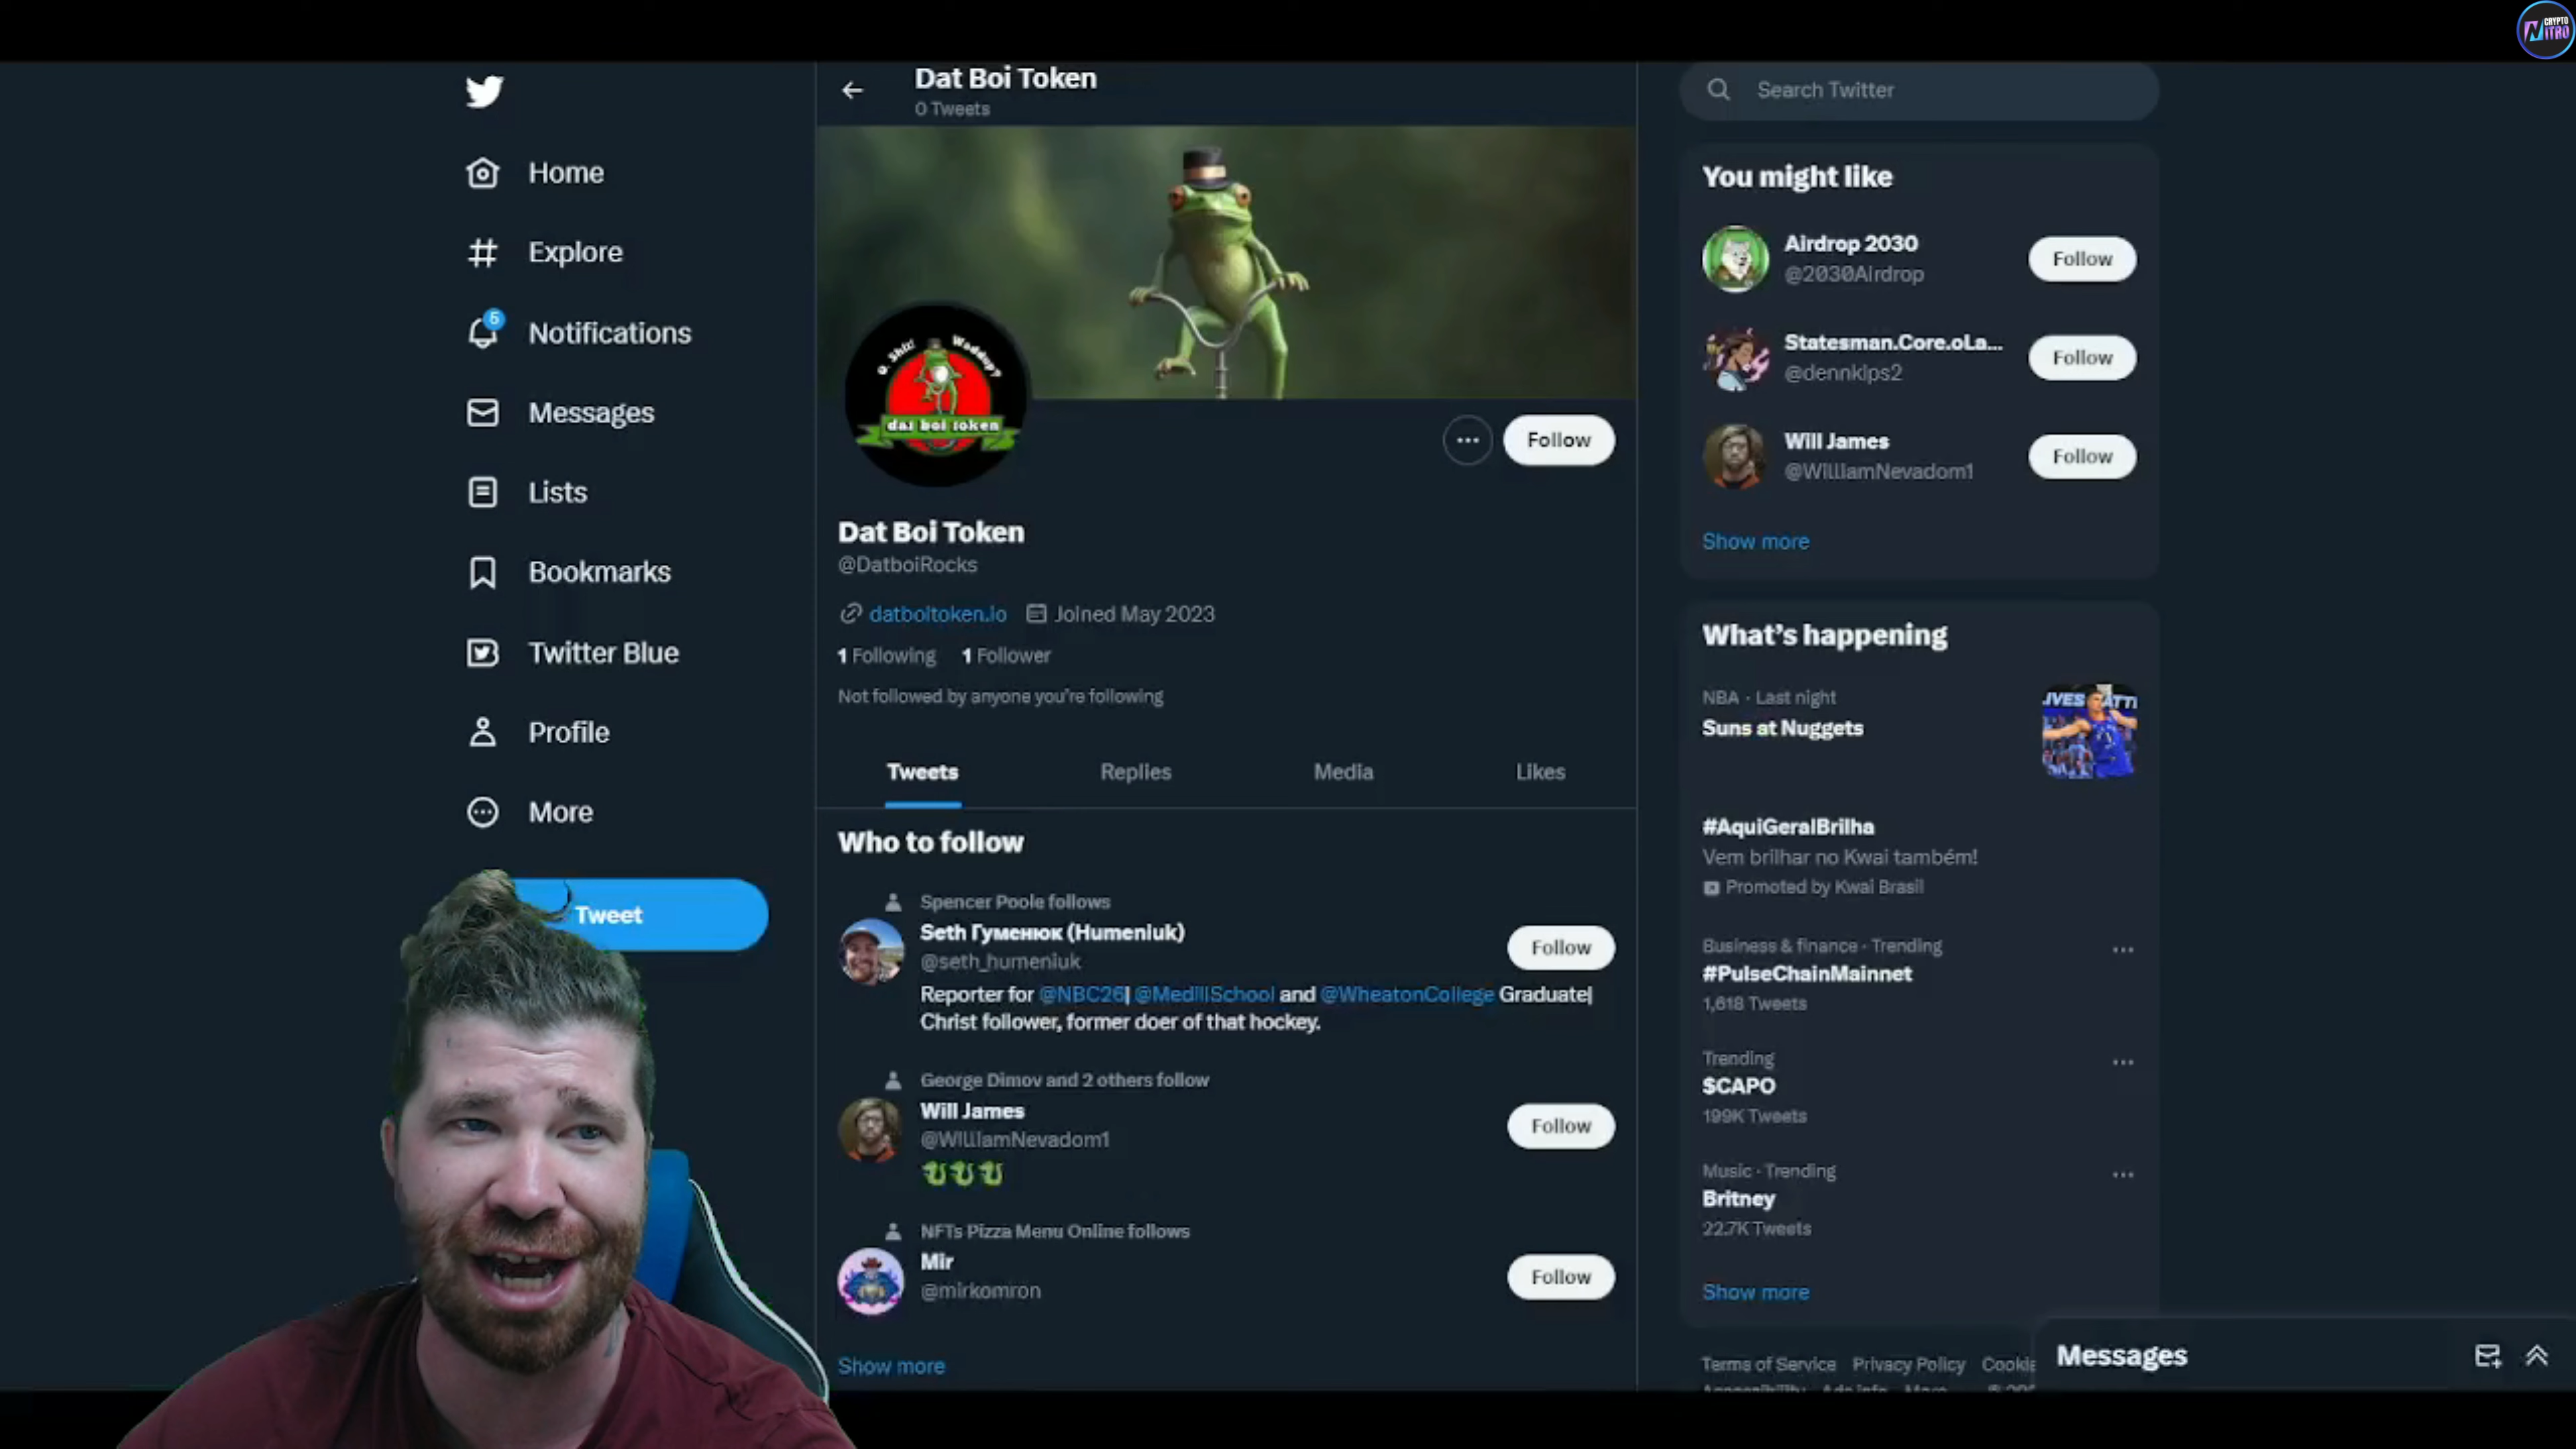 CRYPTO
NITRO
Dat Boi Token
0 Tweets
Search Twitter
Home
Explore
5
Notifications
Messages
Lists
Bookmarks
Twitter Blue
Profile
More
Tweet
O, Shiz! Waddup?
dat boi token
Follow
Dat Boi Token
@DatboiRocks
datboitoken.io Joined May 2023
1 Following 1 Follower
Not followed by anyone you're following
Tweets Replies Media Likes
Who to follow
Spencer Poole follows
Seth Гуменюк (Humeniuk)
@seth_humeniuk
Follow
Reporter for @NBC26| @MedillSchool and @WheatonCollege Graduate|
Christ follower, former doer of that hockey.
George Dimov and 2 others follow
Will James
@WilliamNevadom1
Follow
NFTs Pizza Menu Online follows
Mir
@mirkomron
Follow
Show more
You might like
Airdrop 2030
@2030Airdrop
Follow
Statesman.Core.oLa...
@dennklps2
Follow
Will James
@WilliamNevadom1
Follow
Show more
What's happening
NBA · Last night
Suns at Nuggets
#AquiGeralBrilha
Vem brilhar no Kwai também!
Promoted by Kwai Brasil
Business & finance · Trending
#PulseChainMainnet
1,618 Tweets
Trending
$CAPO
199K Tweets
Music · Trending
Britney
22.7K Tweets
Show more
Terms of Service Privacy Policy
Messages